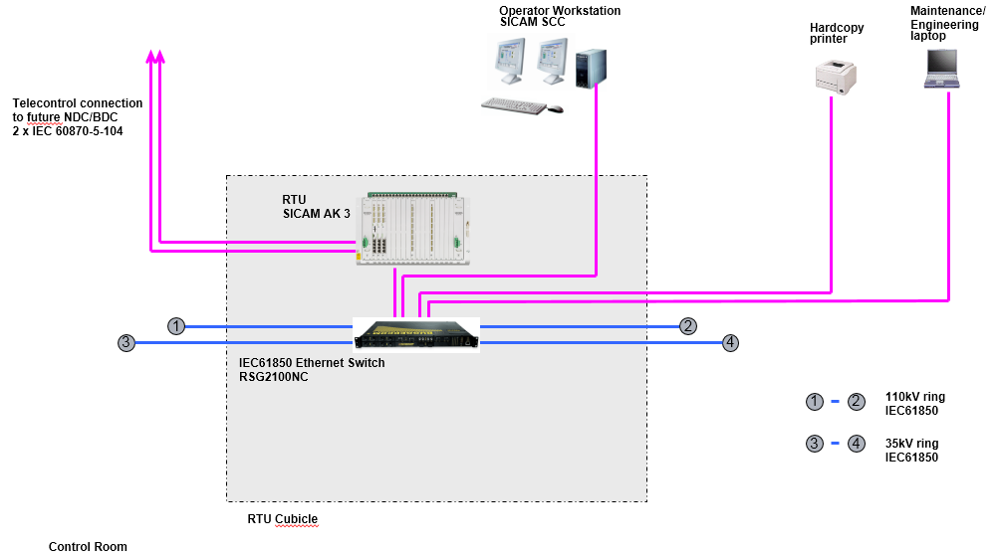 Operator Workstation
SICAM SCC
Hardcopy
printer
Maintenance/
Engineering
laptop
Telecontrol connection
to future NDC/BDC
2 x IEC 60870-5-104
RTU
SICAM AK 3
1
2
3
4
IEC61850 Ethernet Switch
RSG2100NC
1
2
110kV ring
IEC61850
3
4
35kV ring
IEC61850
RTU Cubicle
Control Room